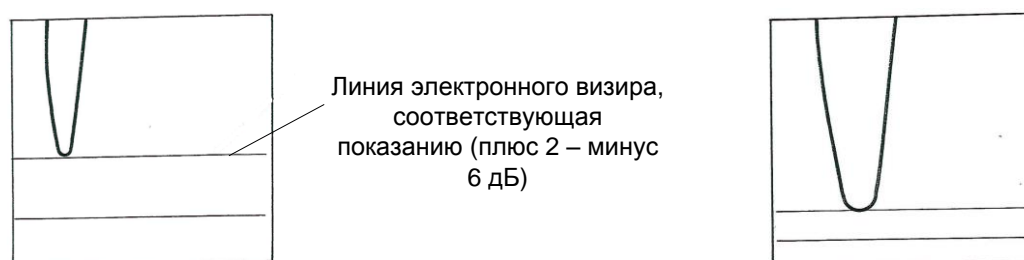 Линия электронного визира,
соответствующая
показанию (плюс 2 – минус
6 дБ)